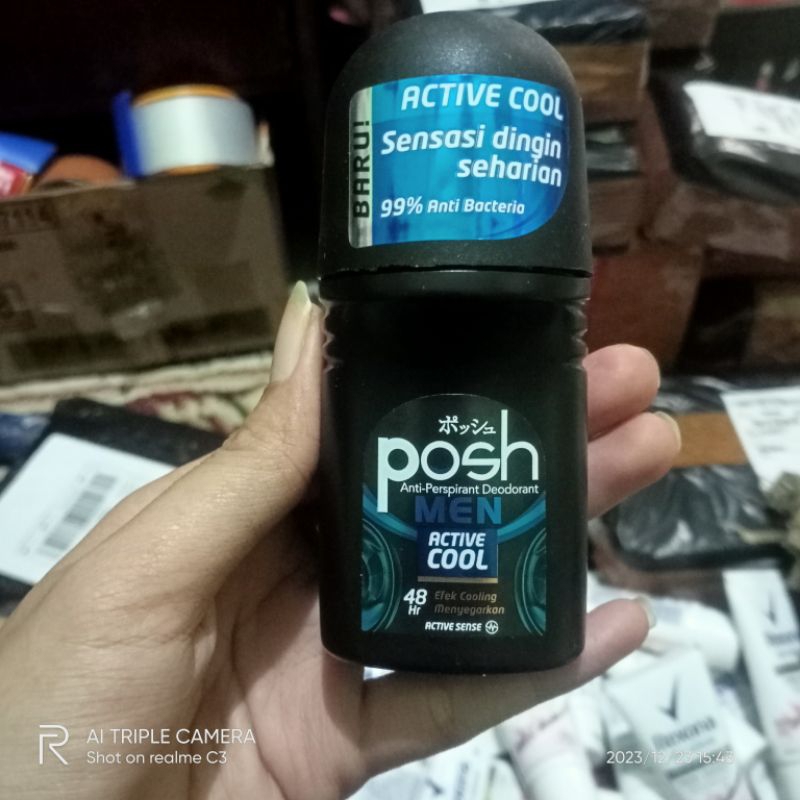 ACTIVE COOL
BARU!
Sensasi dingin
seharian
99% Anti Bacteria
ポッシュ
posh
Anti-Perspirant Deodorant
MEN
ACTIVE
COOL
48
Hr
Efek Cooling
Menyegarkan
ACTIVE SENSE
AI TRIPLE CAMERA
Shot on realme C3